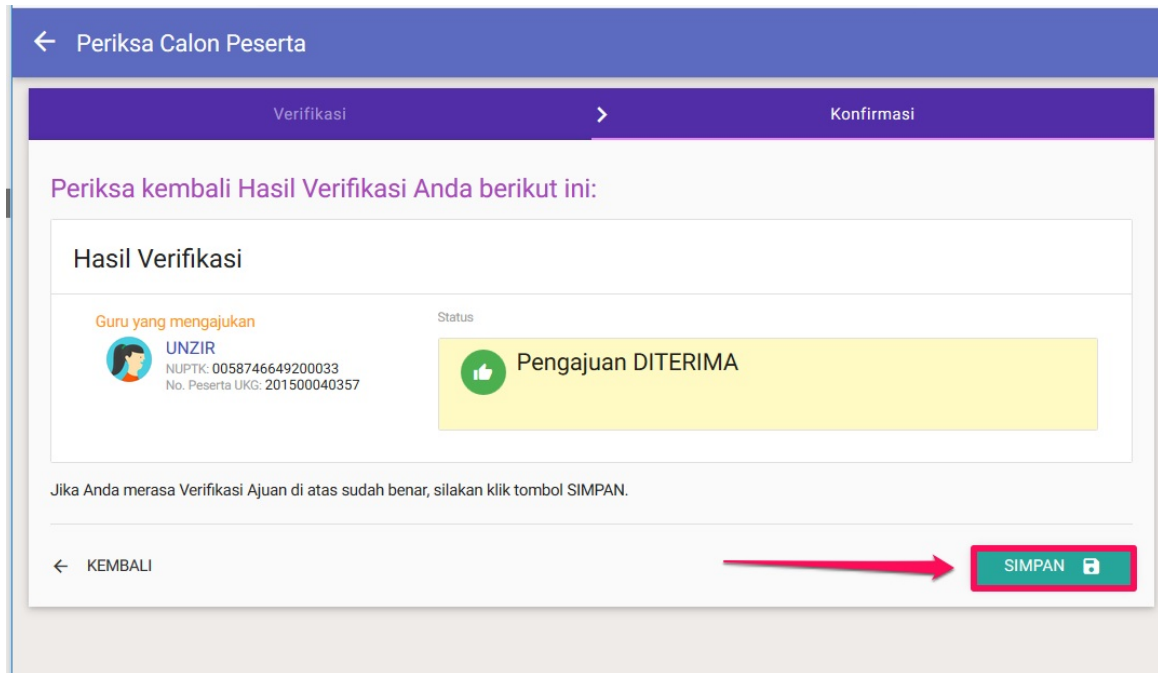 Periksa Calon Peserta
Verifikasi
Konfirmasi
Periksa kembali Hasil Verifikasi Anda berikut ini:
Hasil Verifikasi
Guru yang mengajukan
UNZIR
NUPTK: 0058746649200033
No. Peserta UKG: 201500040357
Status
Pengajuan DITERIMA
Jika Anda merasa Verifikasi Ajuan di atas sudah benar, silakan klik tombol SIMPAN.
KEMBALI
SIMPAN